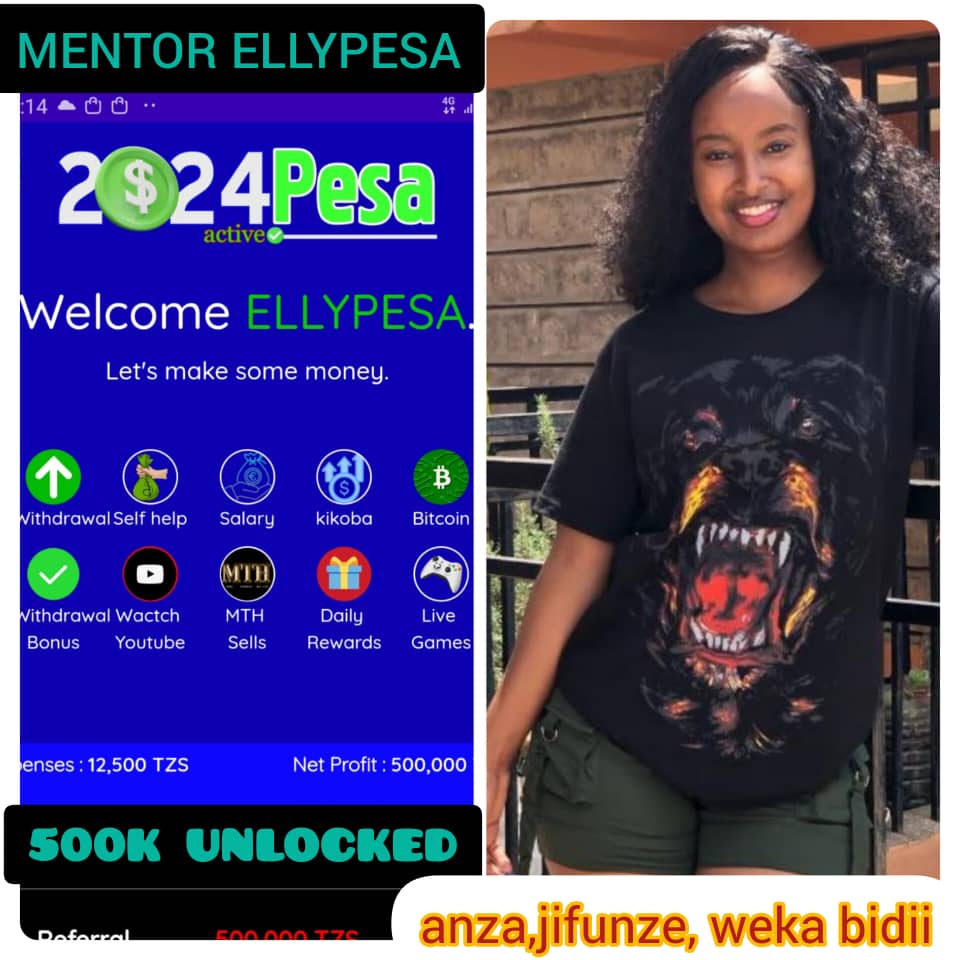 MENTOR ELLYPESA
:14
4G
2$24Pesa
active
Welcome ELLYPESA.
Let's make some money.
Withdrawal Self help Salary kikoba Bitcoin
B
MTH
Withdrawal Wactch MTH Daily Live
Bonus Youtube Sells Rewards Games
enses : 12,500 TZS Net Profit : 500,000
500K UNLOCKED
Referral 500,000 TZS
anza,jifunze, weka bidii